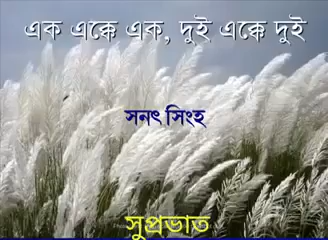 এক এক্কে এক, দুই এক্কে দুই
সনৎ সিংহ
সুপ্রভাত